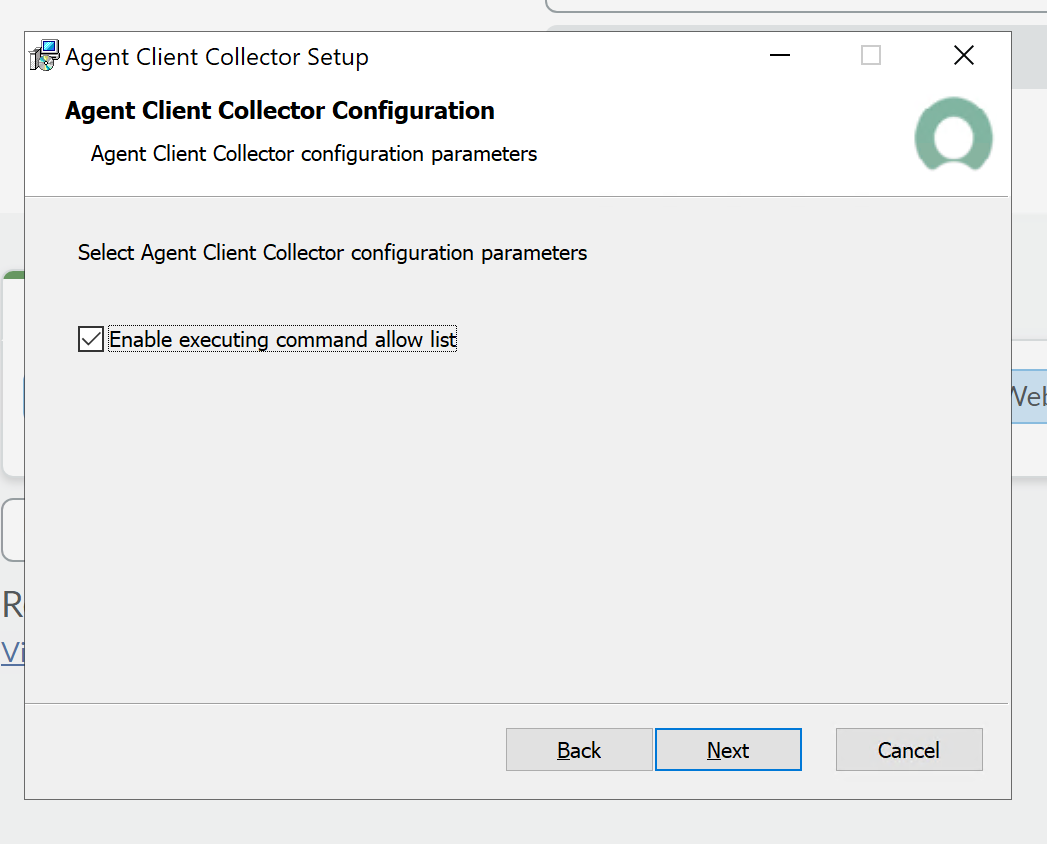 Agent Client Collector Setup
Agent Client Collector Configuration
Agent Client Collector configuration parameters
Select Agent Client Collector configuration parameters
Enable executing command allow list
Back
Next
Cancel